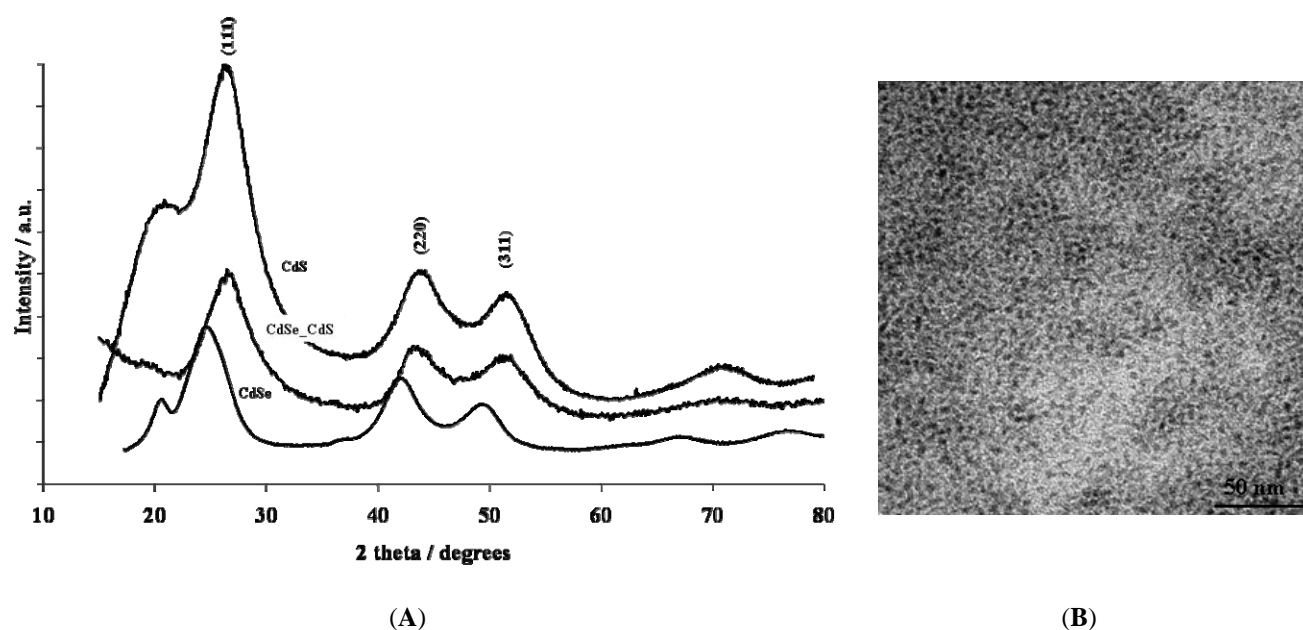 (111)
(220)
(311)
CdS
CdSe_CdS
CdSe
Intensity / a.u.
10 20 30 40 50 60 70 80
2 theta / degrees
50 nm
(A) (B)